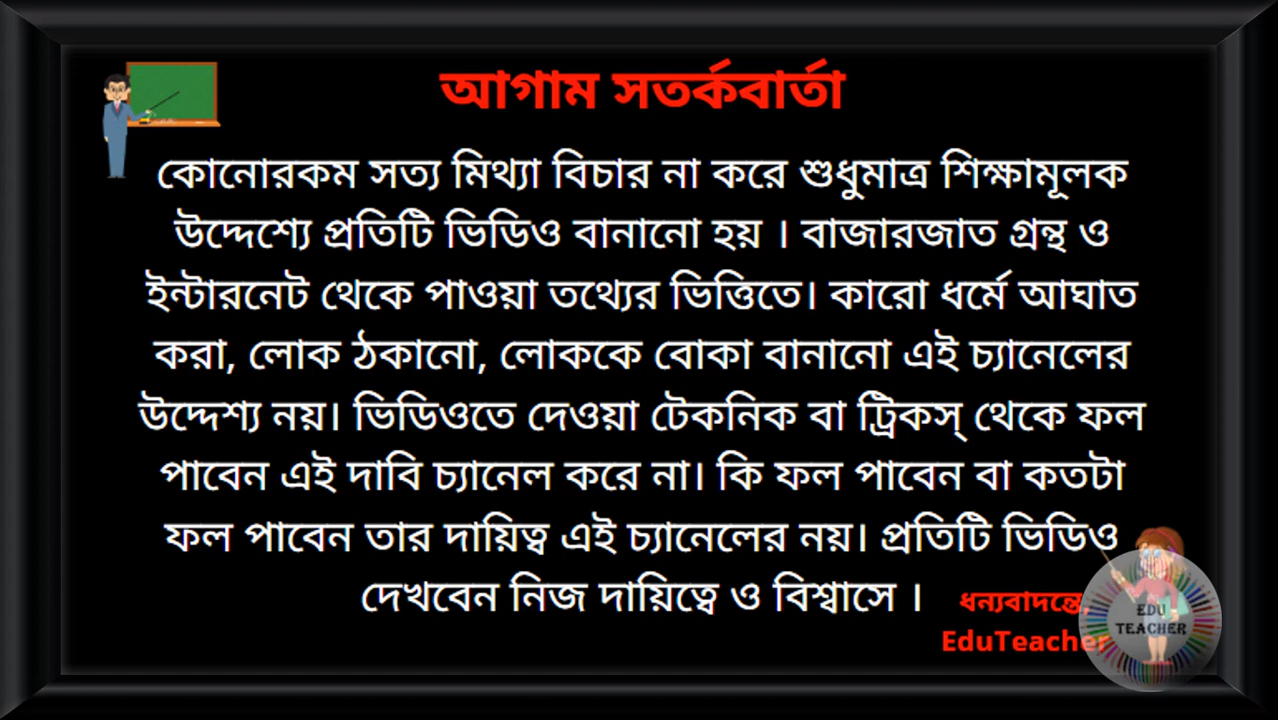 আগাম সতর্কবার্তা
কোনোরকম সত্য মিথ্যা বিচার না করে শুধুমাত্র শিক্ষামূলক
উদ্দেশ্যে প্রতিটি ভিডিও বানানো হয় । বাজারজাত গ্রন্থ ও
ইন্টারনেট থেকে পাওয়া তথ্যের ভিত্তিতে। কারো ধর্মে আঘাত
করা, লোক ঠকানো, লোককে বোকা বানানো এই চ্যানেলের
উদ্দেশ্য নয়। ভিডিওতে দেওয়া টেকনিক বা ট্রিকস্ থেকে ফল
পাবেন এই দাবি চ্যানেল করে না। কি ফল পাবেন বা কতটা
ফল পাবেন তার দায়িত্ব এই চ্যানেলের নয়। প্রতিটি ভিডিও
দেখবেন নিজ দায়িত্বে ও বিশ্বাসে ।
ধন্যবাদন্তে,
EduTeacher
EDU
TEACHER